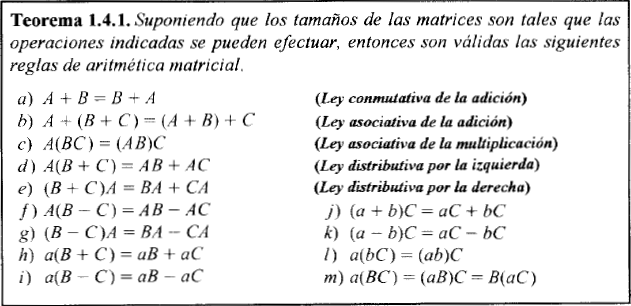 Teorema 1.4.1. Suponiendo que los tamaños de las matrices son tales que las
operaciones indicadas se pueden efectuar, entonces son válidas las siguientes
reglas de aritmética matricial.
a) A + B = B + A (Ley conmutativa de la adición)
b) A + (B + C) = (A + B) + C (Ley asociativa de la adición)
c) A(BC) = (AB)C (Ley asociativa de la multiplicación)
d) A(B + C) = AB + AC (Ley distributiva por la izquierda)
e) (B + C)A = BA + CA (Ley distributiva por la derecha)
f) A(B − C) = AB − AC j) (a + b)C = aC + bC
g) (B − C)A = BA − CA k) (a − b)C = aC − bC
h) a(B + C) = aB + aC l) a(bC) = (ab)C
i) a(B − C) = aB − aC m) a(BC) = (aB)C = B(aC)